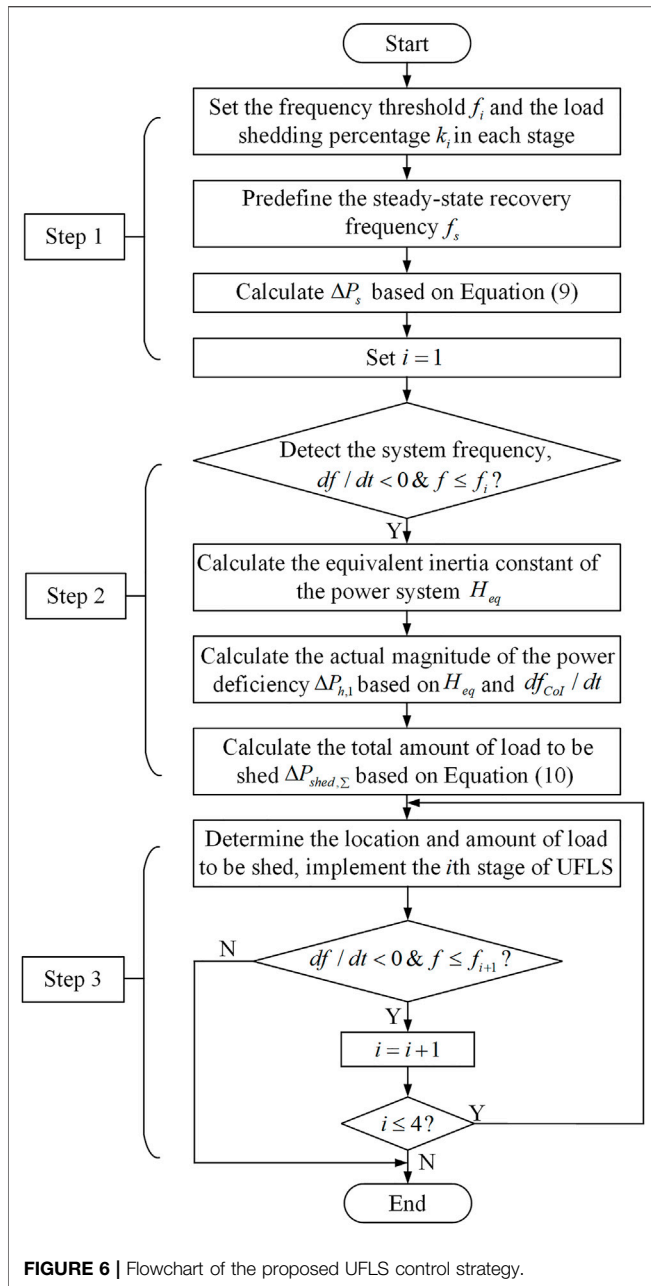 Start
Set the frequency threshold f_i and the load
shedding percentage k_i in each stage
Predefine the steady-state recovery
frequency f_s
Step 1
Calculate ΔP_s based on Equation (9)
Set i = 1
Detect the system frequency,
df / dt < 0 & f ≤ f_i ?
Y
Calculate the equivalent inertia constant of
the power system H_eq
Step 2
Calculate the actual magnitude of the power
deficiency ΔP_h,1 based on H_eq and df_CoI / dt
Calculate the total amount of load to be
shed ΔP_shed,Σ based on Equation (10)
Determine the location and amount of load
to be shed, implement the ith stage of UFLS
N
df / dt < 0 & f ≤ f_i+1 ?
Step 3
Y
i = i+1
i ≤ 4?
Y
N
End
FIGURE 6 | Flowchart of the proposed UFLS control strategy.